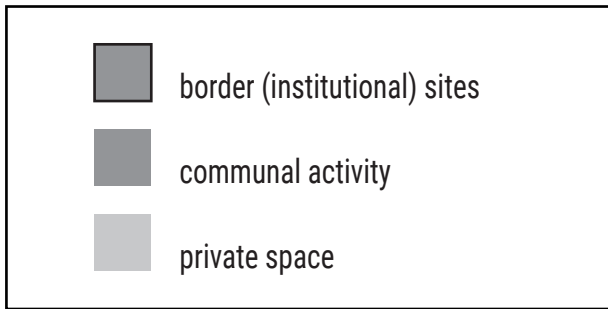 border (institutional) sites
communal activity
private space